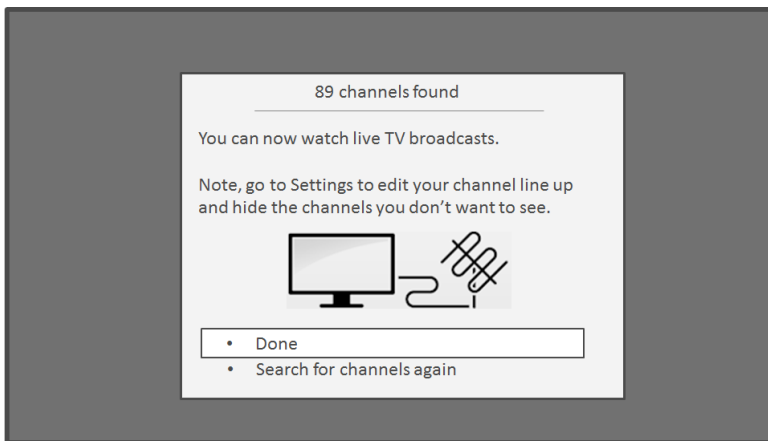 89 channels found
You can now watch live TV broadcasts.
Note, go to Settings to edit your channel line up
and hide the channels you don’t want to see.
• Done
• Search for channels again